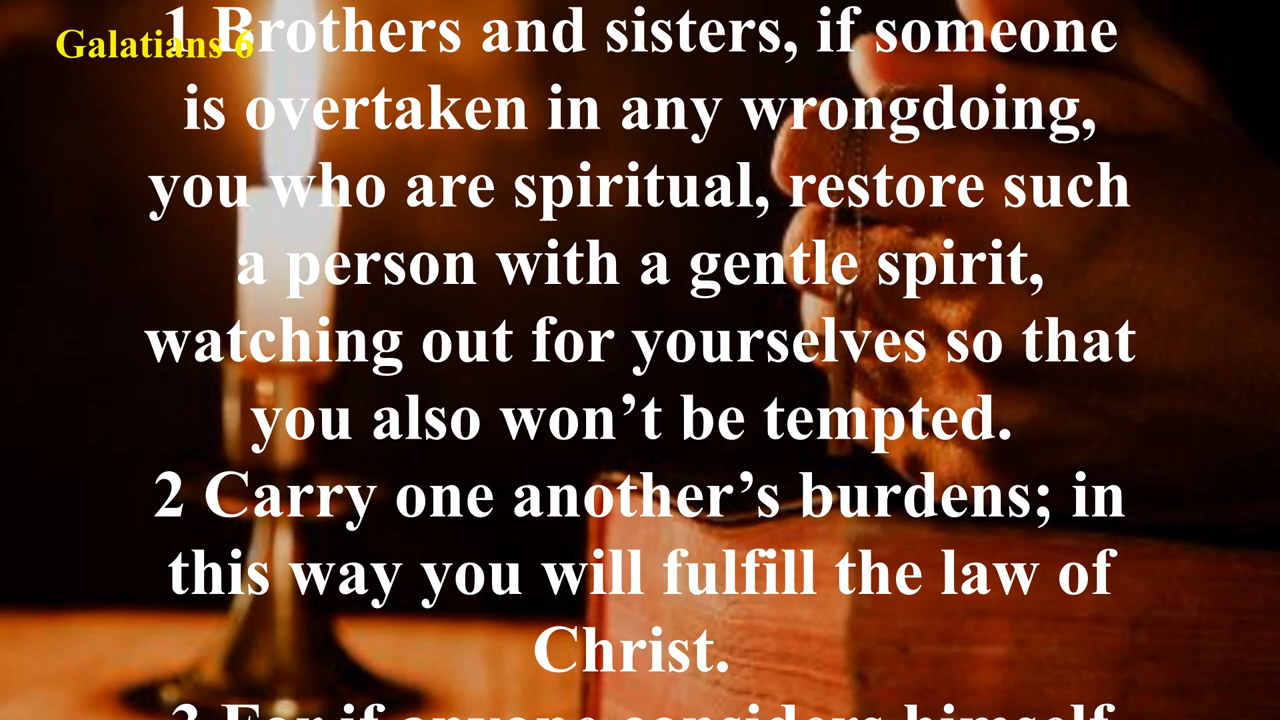 Galatians 6
1 Brothers and sisters, if someone
is overtaken in any wrongdoing,
you who are spiritual, restore such
a person with a gentle spirit,
watching out for yourselves so that
you also won’t be tempted.
2 Carry one another’s burdens; in
this way you will fulfill the law of
Christ.
3 For if anyone considers himself